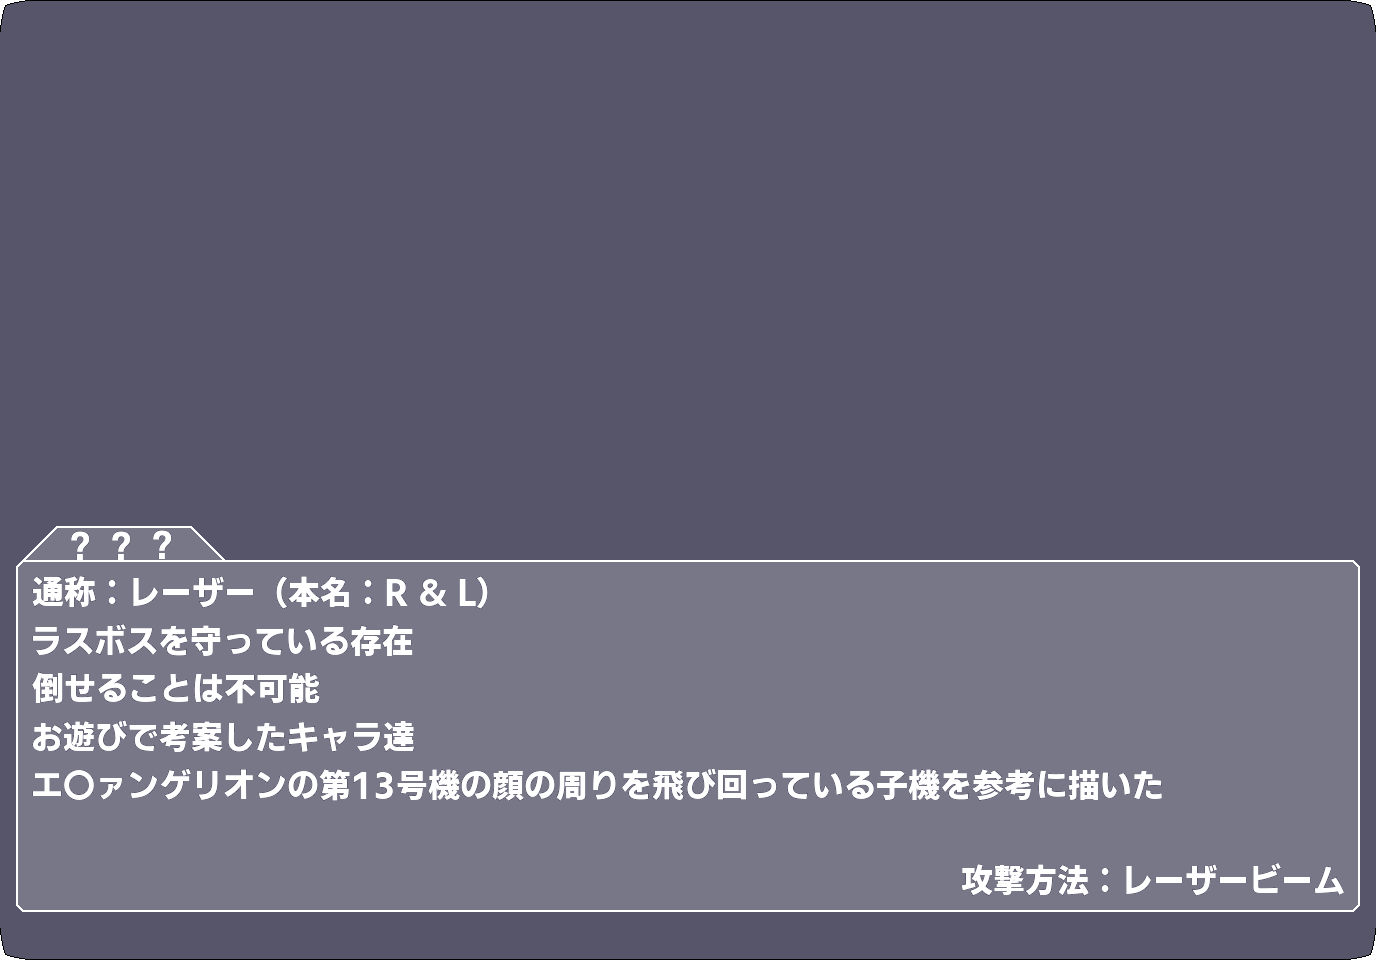 ？？？
通称：レーザー（本名：R & L）
ラスボスを守っている存在
倒せることは不可能
お遊びで考案したキャラ達
エ〇ァンゲリオンの第13号機の顔の周りを飛び回っている子機を参考に描いた
攻撃方法：レーザービーム